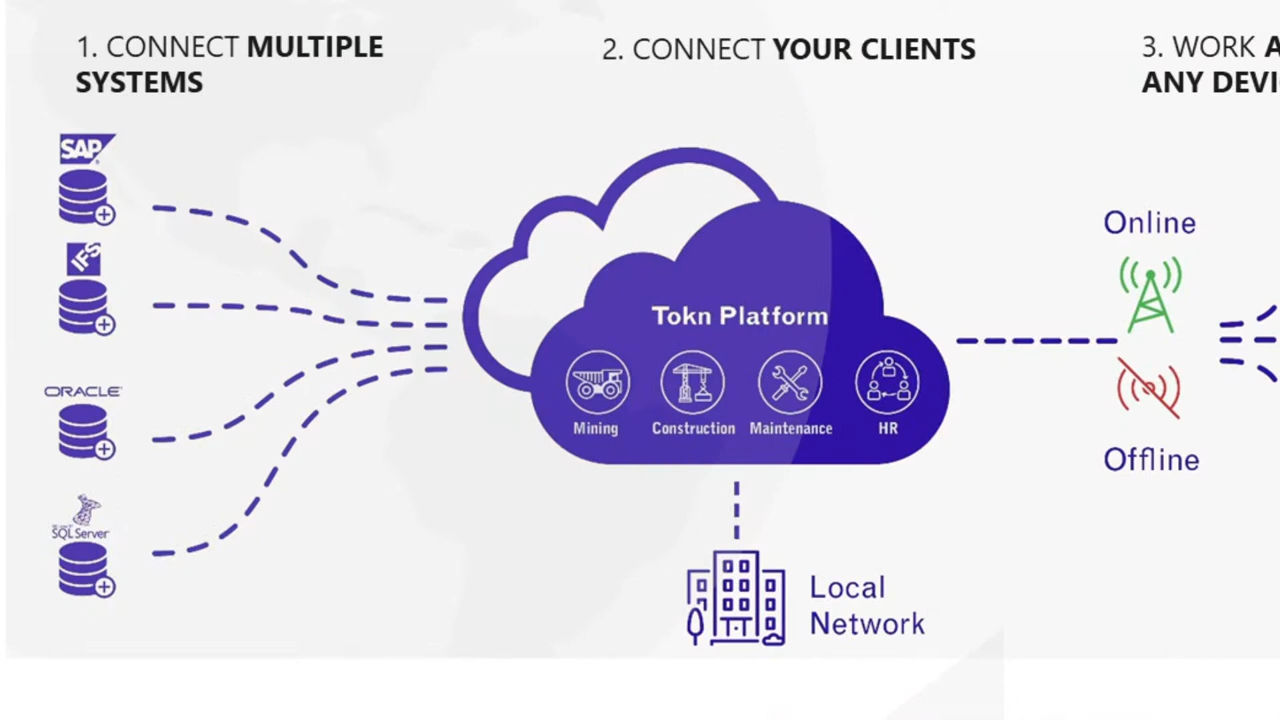 1. CONNECT MULTIPLE
SYSTEMS
SAP
IFS
ORACLE
SQL Server
2. CONNECT YOUR CLIENTS
Tokn Platform
Mining
Construction
Maintenance
HR
Local
Network
3. WORK A
ANY DEVI
Online
Offline